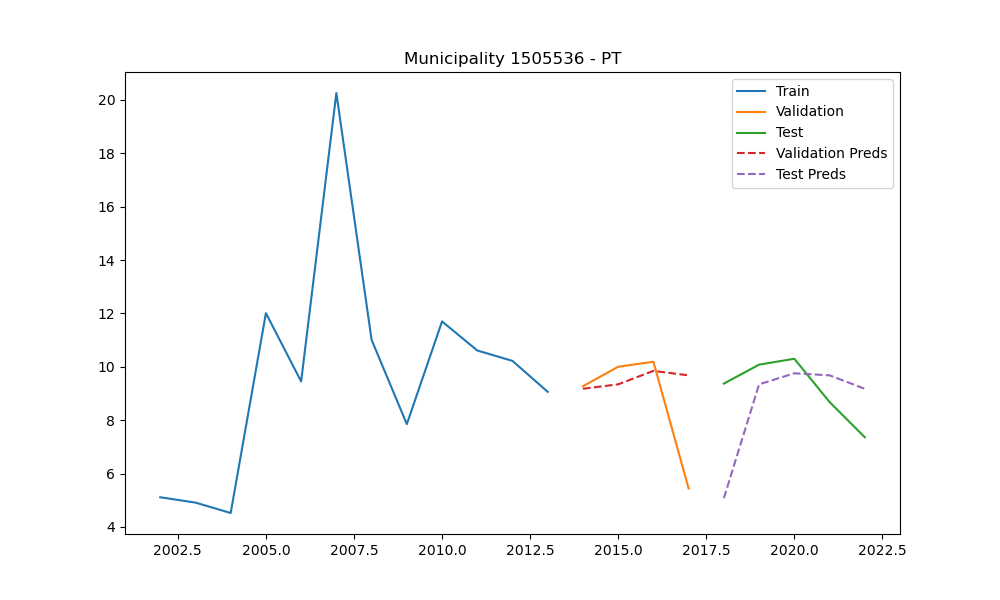 Municipality 1505536 - PT
Train
Validation
Test
Validation Preds
Test Preds
20
18
16
14
12
10
8
6
4
2002.5 2005.0 2007.5 2010.0 2012.5 2015.0 2017.5 2020.0 2022.5